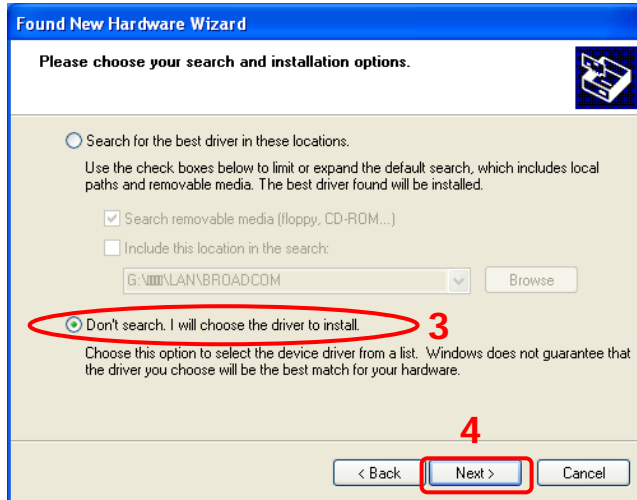 Found New Hardware Wizard
Please choose your search and installation options.
Search for the best driver in these locations.
Use the check boxes below to limit or expand the default search, which includes local
paths and removable media. The best driver found will be installed.
Search removable media (floppy, CD-ROM...)
Include this location in the search:
G:\\LAN\BROADCOM
Browse
Don't search. I will choose the driver to install.
3
Choose this option to select the device driver from a list. Windows does not guarantee that
the driver you choose will be the best match for your hardware.
4
< Back
Next >
Cancel